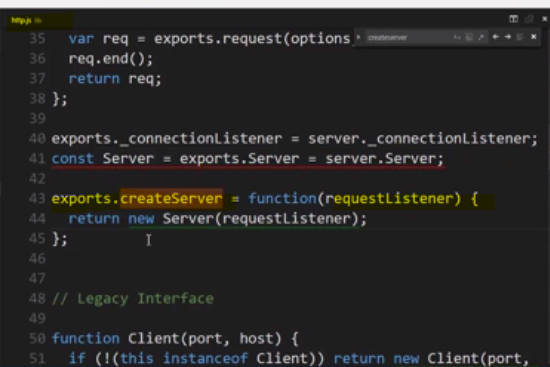 http.js lib
createserver
35 var req = exports.request(options,
36 req.end();
37 return req;
38 };
39
40 exports._connectionListener = server._connectionListener;
41 const Server = exports.Server = server.Server;
42
43 exports.createServer = function(requestListener) {
44 return new Server(requestListener);
45 };
46
47
48 // Legacy Interface
49
50 function Client(port, host) {
51 if (!(this instanceof Client)) return new Client(port,